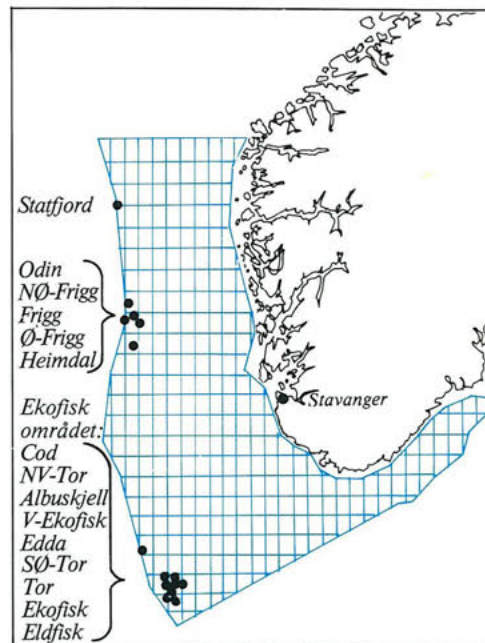 Statfjord
Odin
NØ-Frigg
Frigg
Ø-Frigg
Heimdal
Stavanger
Ekofisk
området:
Cod
NV-Tor
Albuskjell
V-Ekofisk
Edda
SØ-Tor
Tor
Ekofisk
Eldfisk